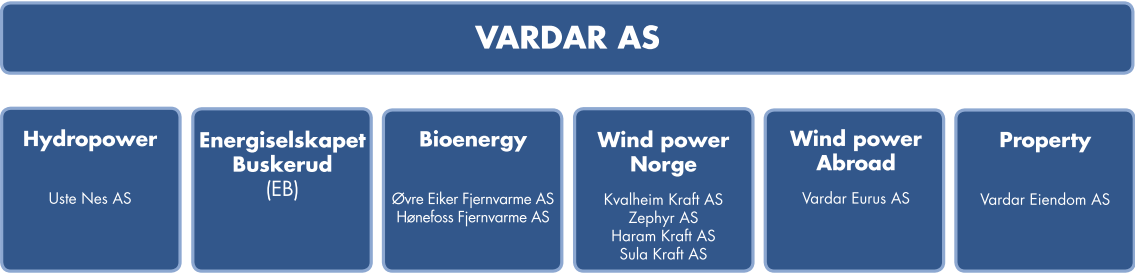 VARDAR AS
Hydropower
Uste Nes AS
Energiselskapet
Buskerud
(EB)
Bioenergy
Øvre Eiker Fjernvarme AS
Hønefoss Fjernvarme AS
Wind power
Norge
Kvalheim Kraft AS
Zephyr AS
Haram Kraft AS
Sula Kraft AS
Wind power
Abroad
Vardar Eurus AS
Property
Vardar Eiendom AS